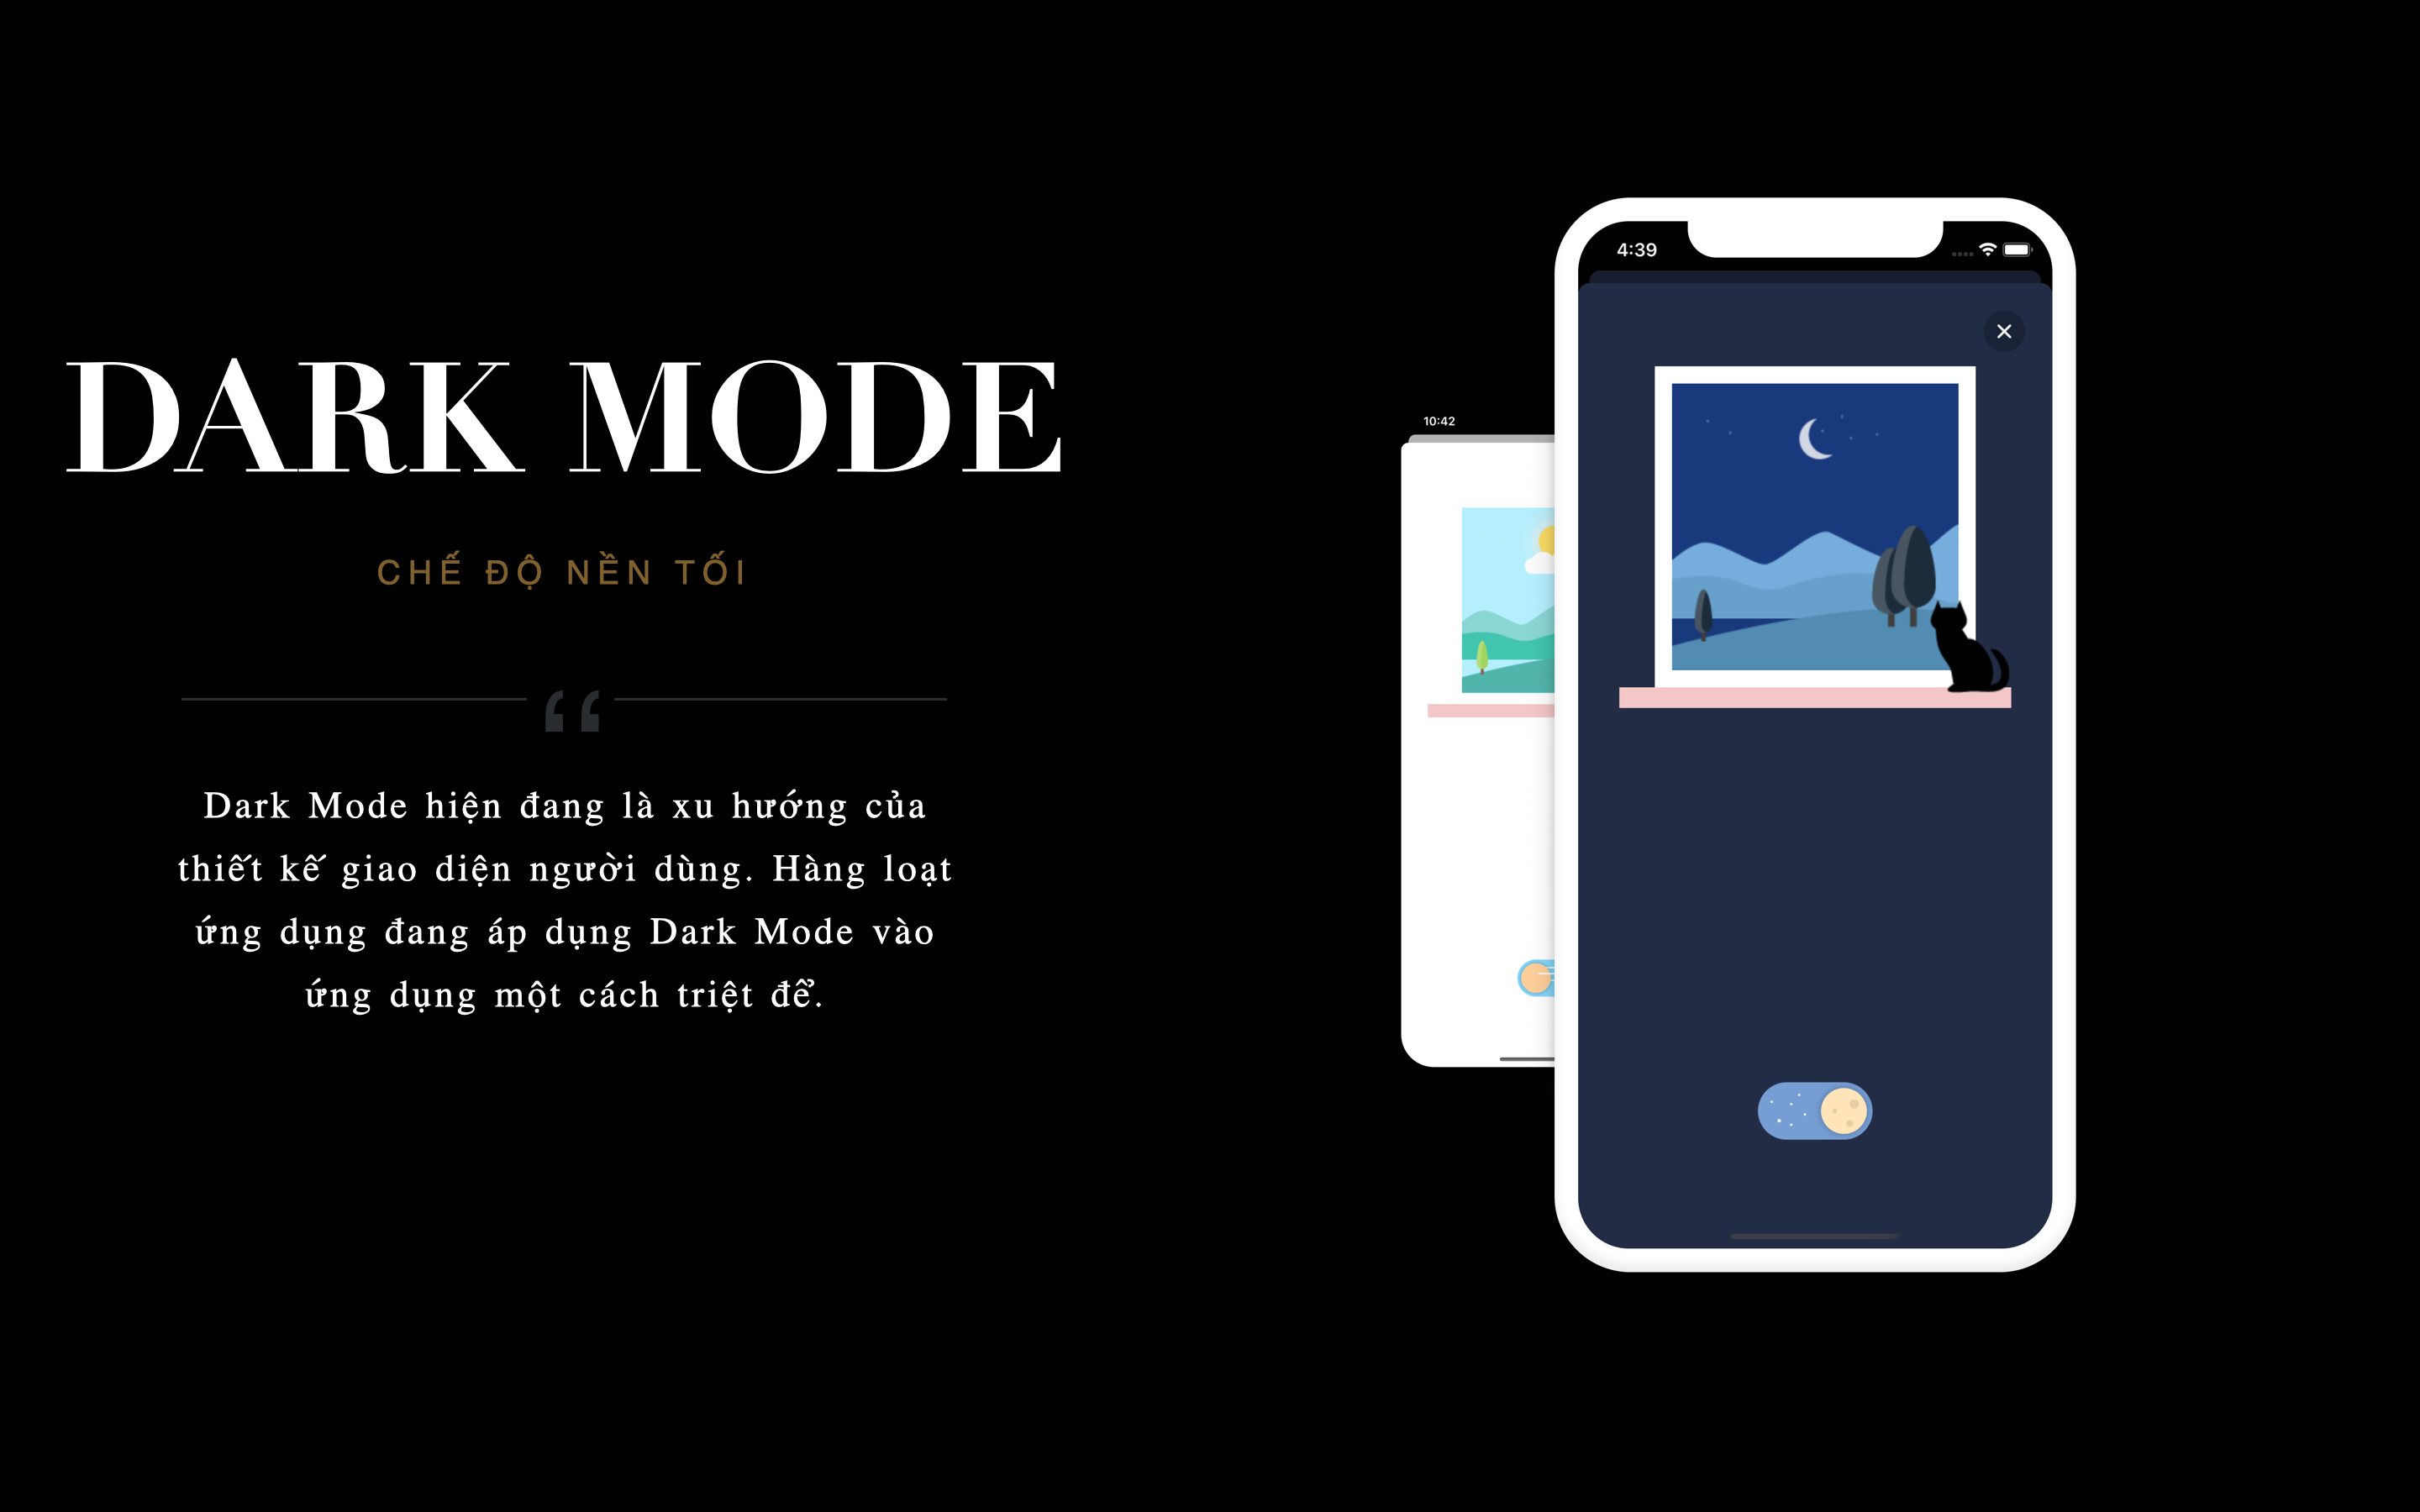 DARK MODE
CHẾ ĐỘ NỀN TỐI
“
Dark Mode hiện đang là xu hướng của
thiết kế giao diện người dùng. Hàng loạt
ứng dụng đang áp dụng Dark Mode vào
ứng dụng một cách triệt để.
10:42
4:39